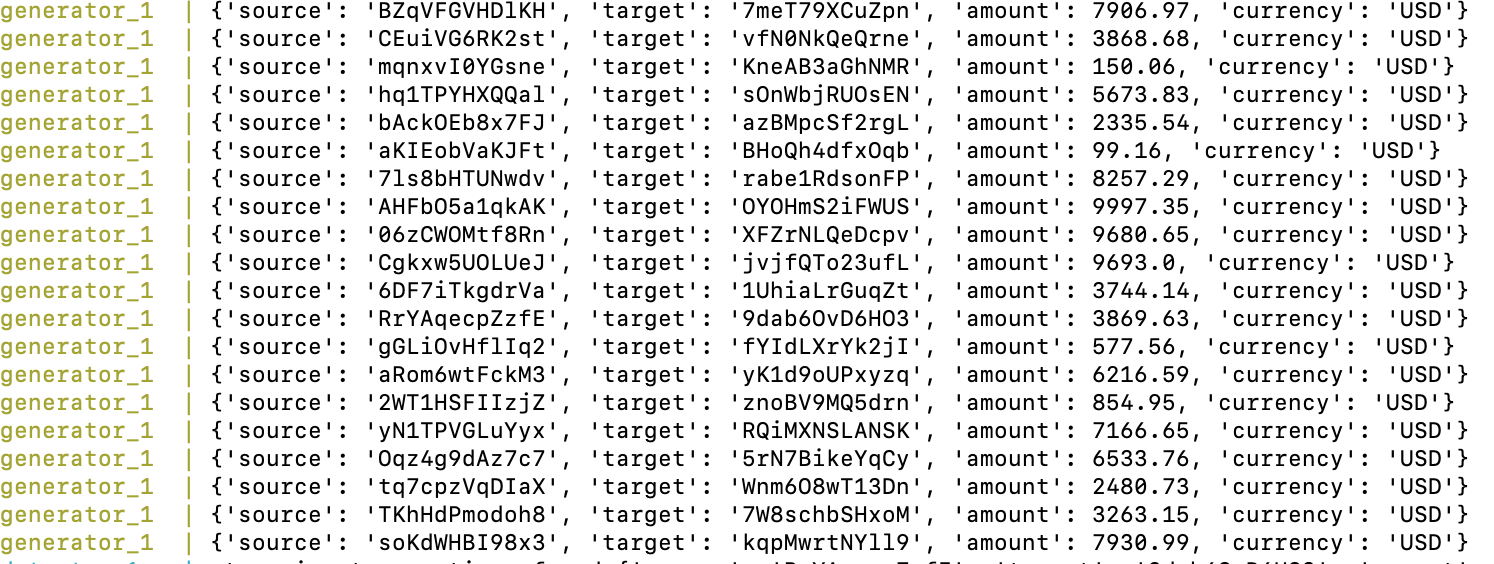 generator_1 | {'source': 'BZqVFGVHDlKH', 'target': '7meT79XCuZpn', 'amount': 7906.97, 'currency': 'USD'}
generator_1 | {'source': 'CEuiVG6RK2st', 'target': 'vfN0NkQeQrne', 'amount': 3868.68, 'currency': 'USD'}
generator_1 | {'source': 'mqnxvI0YGsne', 'target': 'KneAB3aGhNMR', 'amount': 150.06, 'currency': 'USD'}
generator_1 | {'source': 'hq1TPYHXQQal', 'target': 'sOnWbjRUOsEN', 'amount': 5673.83, 'currency': 'USD'}
generator_1 | {'source': 'bAckOEb8x7FJ', 'target': 'azBMpcSf2rgL', 'amount': 2335.54, 'currency': 'USD'}
generator_1 | {'source': 'aKIEobVaKJFt', 'target': 'BHoQh4dfxOqb', 'amount': 99.16, 'currency': 'USD'}
generator_1 | {'source': '7ls8bHTUNwdv', 'target': 'rabe1RdsonFP', 'amount': 8257.29, 'currency': 'USD'}
generator_1 | {'source': 'AHFbO5a1qkAK', 'target': 'OYOHmS2iFWUS', 'amount': 9997.35, 'currency': 'USD'}
generator_1 | {'source': '06zCWOMtf8Rn', 'target': 'XFZrNLQeDcpv', 'amount': 9680.65, 'currency': 'USD'}
generator_1 | {'source': 'Cgkxw5UOLUeJ', 'target': 'jvjfQTo23ufL', 'amount': 9693.0, 'currency': 'USD'}
generator_1 | {'source': '6DF7iTkgdrVa', 'target': '1UhiaLrGuqZt', 'amount': 3744.14, 'currency': 'USD'}
generator_1 | {'source': 'RrYAqecpZzfE', 'target': '9dab6OvD6HO3', 'amount': 3869.63, 'currency': 'USD'}
generator_1 | {'source': 'gGLiOvHflIq2', 'target': 'fYIdLXrYk2jI', 'amount': 577.56, 'currency': 'USD'}
generator_1 | {'source': 'aRom6wtFckM3', 'target': 'yK1d9oUPxyzq', 'amount': 6216.59, 'currency': 'USD'}
generator_1 | {'source': '2WT1HSFIIzjZ', 'target': 'znoBV9MQ5drn', 'amount': 854.95, 'currency': 'USD'}
generator_1 | {'source': 'yN1TPVGLuYyx', 'target': 'RQiMXNSLANSK', 'amount': 7166.65, 'currency': 'USD'}
generator_1 | {'source': 'Oqz4g9dAz7c7', 'target': '5rN7BikeYqCy', 'amount': 6533.76, 'currency': 'USD'}
generator_1 | {'source': 'tq7cpzVqDIaX', 'target': 'Wnm6O8wT13Dn', 'amount': 2480.73, 'currency': 'USD'}
generator_1 | {'source': 'TKhHdPmodoh8', 'target': '7W8schbSHxoM', 'amount': 3263.15, 'currency': 'USD'}
generator_1 | {'source': 'soKdWHBI98x3', 'target': 'kqpMwrtNYll9', 'amount': 7930.99, 'currency': 'USD'}